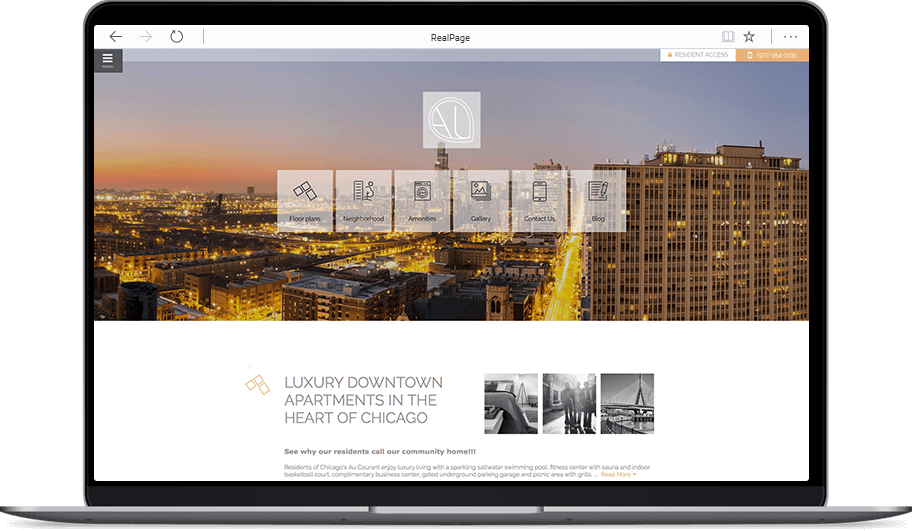 RealPage
menu
RESIDENT ACCESS
AU
Floor plans
Neighborhood
Amenities
Gallery
Contact Us
Blog
LUXURY DOWNTOWN
APARTMENTS IN THE
HEART OF CHICAGO
See why our residents call our community home!!!
Residents of Chicago's Au Courant enjoy luxury living with a sparkling saltwater swimming pool, fitness center with sauna and indoor
basketball court, complimentary business center, gated underground parking garage and picnic area with grills. ... Read More